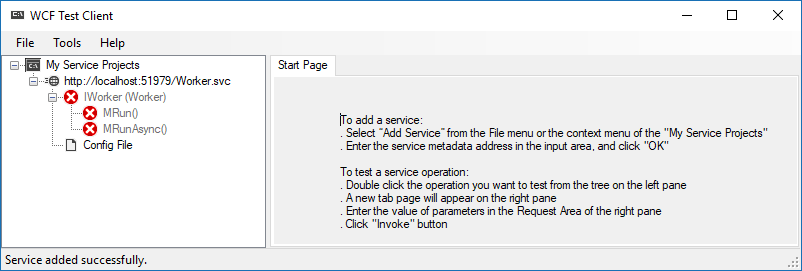 WCF Test Client
File Tools Help
My Service Projects
http://localhost:51979/Worker.svc
IWorker (Worker)
MRun()
MRunAsync()
Config File
Start Page
To add a service:
. Select "Add Service" from the File menu or the context menu of the "My Service Projects"
. Enter the service metadata address in the input area, and click "OK"
To test a service operation:
. Double click the operation you want to test from the tree on the left pane
. A new tab page will appear on the right pane
. Enter the value of parameters in the Request Area of the right pane
. Click "Invoke" button
Service added successfully.